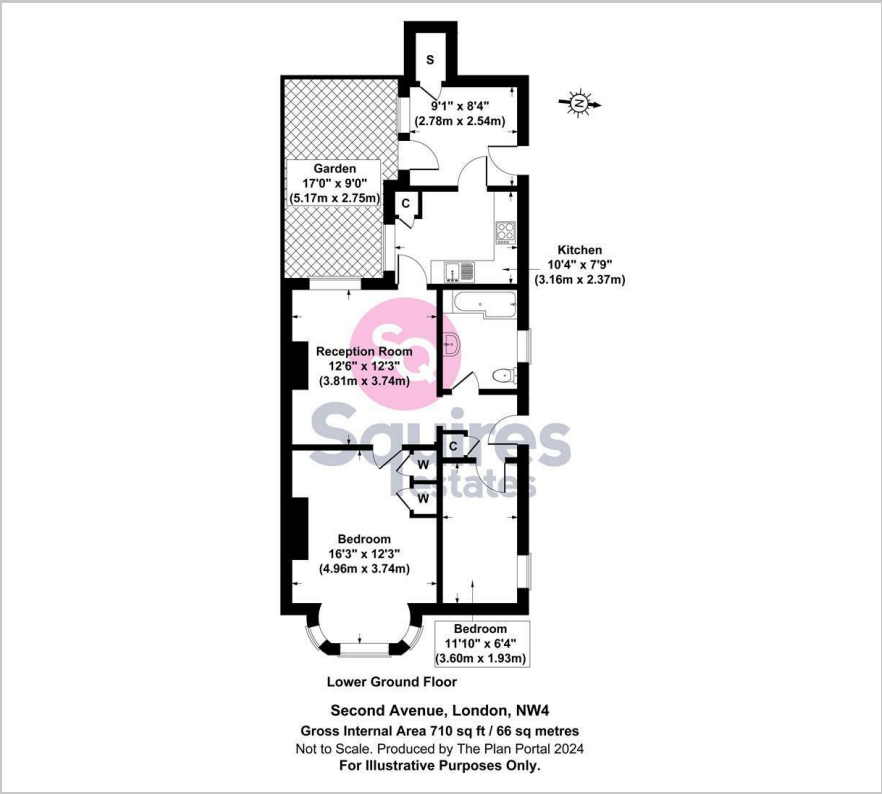 S
9'1" x 8'4"
(2.78m x 2.54m)
N
Garden
17'0" x 9'0"
(5.17m x 2.75m)
C
Kitchen
10'4" x 7'9"
(3.16m x 2.37m)
SQ
Reception Room
12'6" x 12'3"
(3.81m x 3.74m)
Squires
estates
C
W
W
Bedroom
16'3" x 12'3"
(4.96m x 3.74m)
Bedroom
11'10" x 6'4"
(3.60m x 1.93m)
Lower Ground Floor
Second Avenue, London, NW4
Gross Internal Area 710 sq ft / 66 sq metres
Not to Scale. Produced by The Plan Portal 2024
For Illustrative Purposes Only.